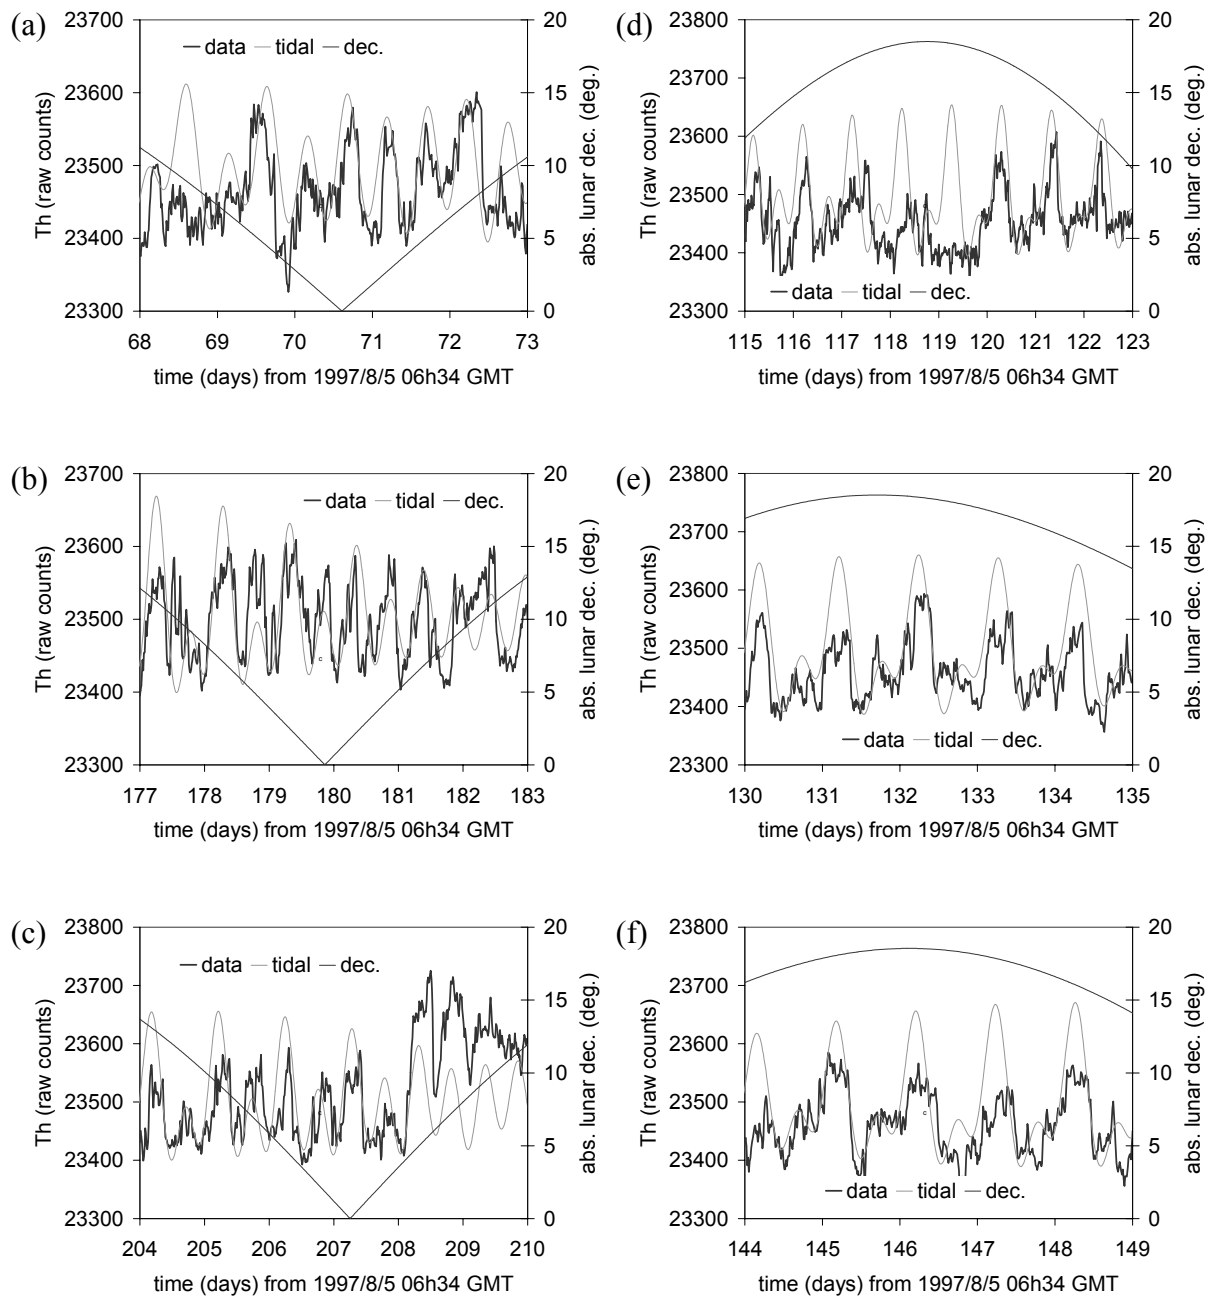 (a)
23700
23600
23500
23400
23300
Th (raw counts)
data tidal dec.
20
15
10
5
0
abs. lunar dec. (deg.)
68 69 70 71 72 73
time (days) from 1997/8/5 06h34 GMT
(d)
23800
23700
23600
23500
23400
23300
Th (raw counts)
data tidal dec.
20
15
10
5
0
abs. lunar dec. (deg.)
115 116 117 118 119 120 121 122 123
time (days) from 1997/8/5 06h34 GMT
(b)
23700
23600
23500
23400
23300
Th (raw counts)
data tidal dec.
c
20
15
10
5
0
abs. lunar dec. (deg.)
177 178 179 180 181 182 183
time (days) from 1997/8/5 06h34 GMT
(e)
23800
23700
23600
23500
23400
23300
Th (raw counts)
data tidal dec.
20
15
10
5
0
abs. lunar dec. (deg.)
130 131 132 133 134 135
time (days) from 1997/8/5 06h34 GMT
(c)
23800
23700
23600
23500
23400
23300
Th (raw counts)
data tidal dec.
c
20
15
10
5
0
abs. lunar dec. (deg.)
204 205 206 207 208 209 210
time (days) from 1997/8/5 06h34 GMT
(f)
23800
23700
23600
23500
23400
23300
Th (raw counts)
c
data tidal dec.
20
15
10
5
0
abs. lunar dec. (deg.)
144 145 146 147 148 149
time (days) from 1997/8/5 06h34 GMT